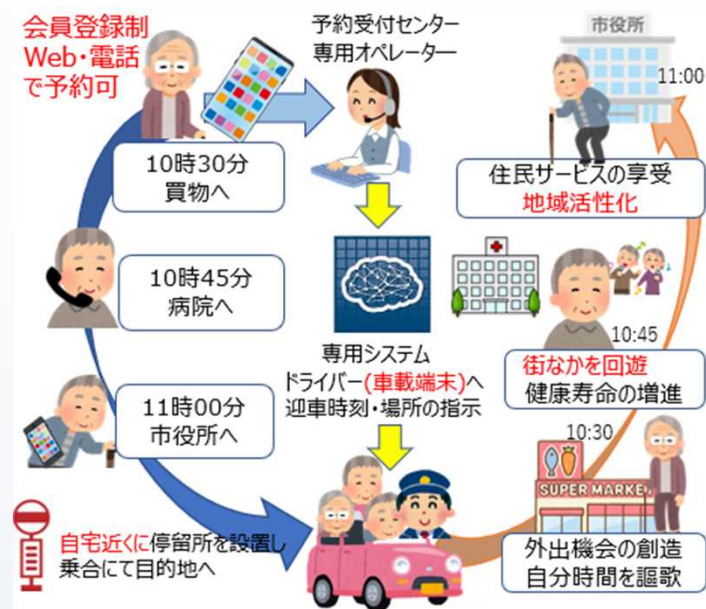 会員登録制
Web・電話
で予約可
予約受付センター
専用オペレーター
市役所
11:00
10時30分
買物へ
住民サービスの享受
地域活性化
10時45分
病院へ
専用システム
ドライバー(車載端末)へ
迎車時刻・場所の指示
10:45
街なかを回遊
健康寿命の増進
11時00分
市役所へ
10:30
SUPER MARKET
自宅近くに停留所を設置し
乗合にて目的地へ
外出機会の創造
自分時間を謳歌